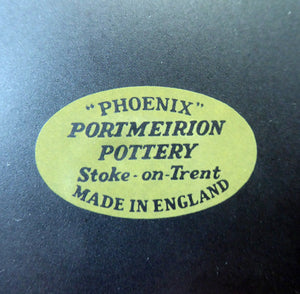 "PHOENIX"
PORTMEIRION
POTTERY
Stoke-on-Trent
MADE IN ENGLAND